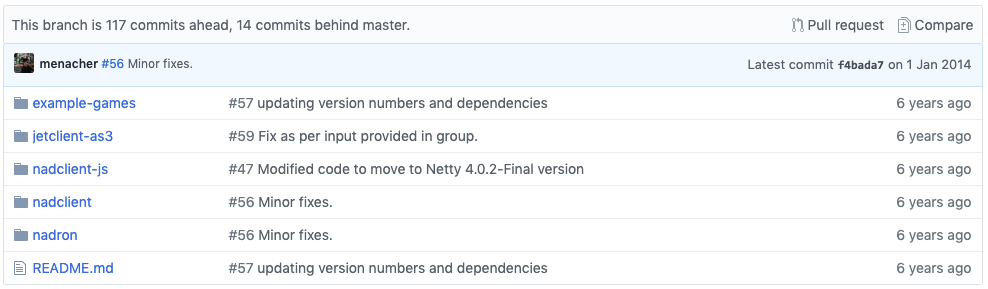 This branch is 117 commits ahead, 14 commits behind master. Pull request Compare
menacher #56 Minor fixes. Latest commit f4bada7 on 1 Jan 2014
example-games #57 updating version numbers and dependencies 6 years ago
jetclient-as3 #59 Fix as per input provided in group. 6 years ago
nadclient-js #47 Modified code to move to Netty 4.0.2-Final version 6 years ago
nadclient #56 Minor fixes. 6 years ago
nadron #56 Minor fixes. 6 years ago
README.md #57 updating version numbers and dependencies 6 years ago